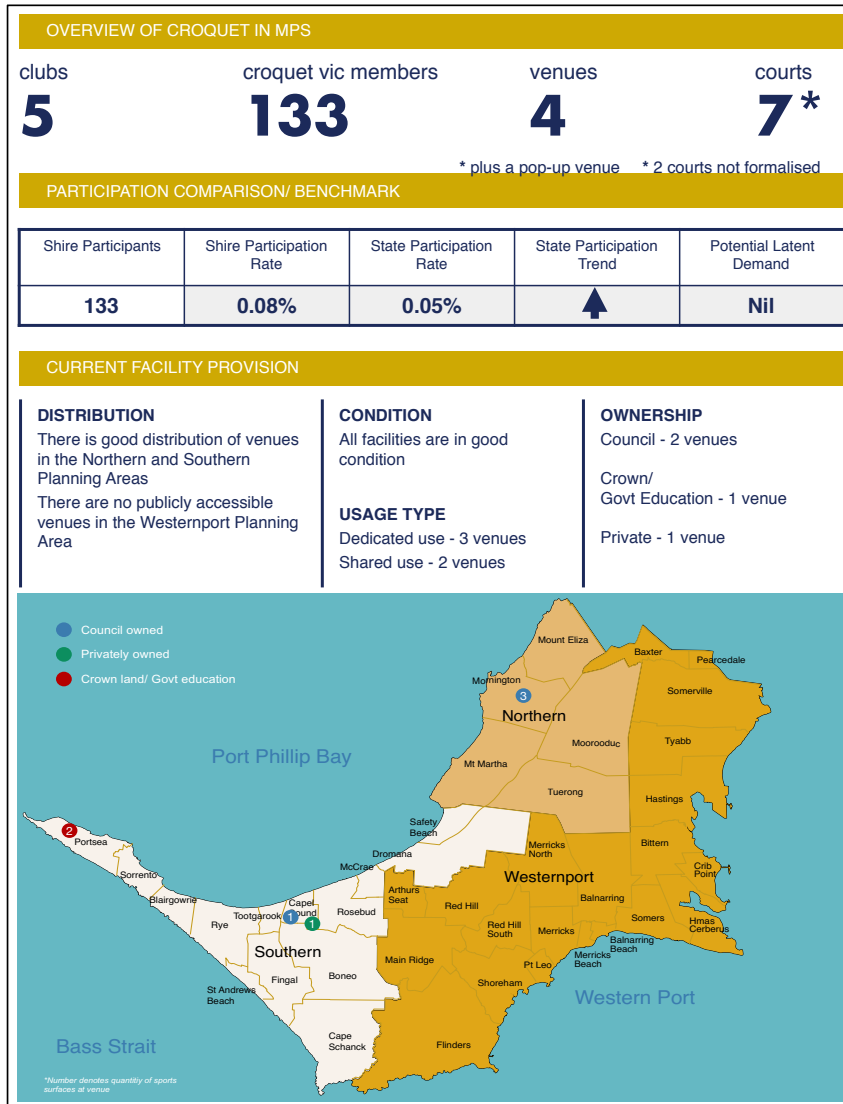 OVERVIEW OF CROQUET IN MPS
clubs
croquet vic members
venues
courts
5
133
4
7*
* plus a pop-up venue
* 2 courts not formalised
PARTICIPATION COMPARISON/ BENCHMARK
Shire Participants
Shire Participation
Rate
State Participation
Rate
State Participation
Trend
Potential Latent
Demand
133
0.08%
0.05%
Nil
CURRENT FACILITY PROVISION
DISTRIBUTION
There is good distribution of venues
in the Northern and Southern
Planning Areas
There are no publicly accessible
venues in the Westernport Planning
Area
CONDITION
All facilities are in good
condition
USAGE TYPE
Dedicated use - 3 venues
Shared use - 2 venues
OWNERSHIP
Council - 2 venues
Crown/
Govt Education - 1 venue
Private - 1 venue
Council owned
Privately owned
Crown land/ Govt education
Mount Eliza
Baxter
Pearcedale
Mornington
Somerville
3
Northern
Moorooduc
Tyabb
Port Phillip Bay
Mt Martha
Tuerong
Hastings
Safety
Beach
2
Portsea
Dromana
Merricks
North
Bittern
Crib
Point
McCrae
Sorrento
Westernport
Blairgowrie
Arthurs
Seat
Balnarring
Capel
Tootgarook
1
1
Rosebud
Red Hill
Rye
Red Hill
South
Merricks
Somers
Hmas
Cerberus
Balnarring
Beach
Southern
Main Ridge
Merricks
Beach
Pt Leo
Fingal
Boneo
Shoreham
St Andrews
Beach
Western Port
Cape
Schanck
Flinders
Bass Strait
*Number denotes quantitiy of sports
surfaces at venue